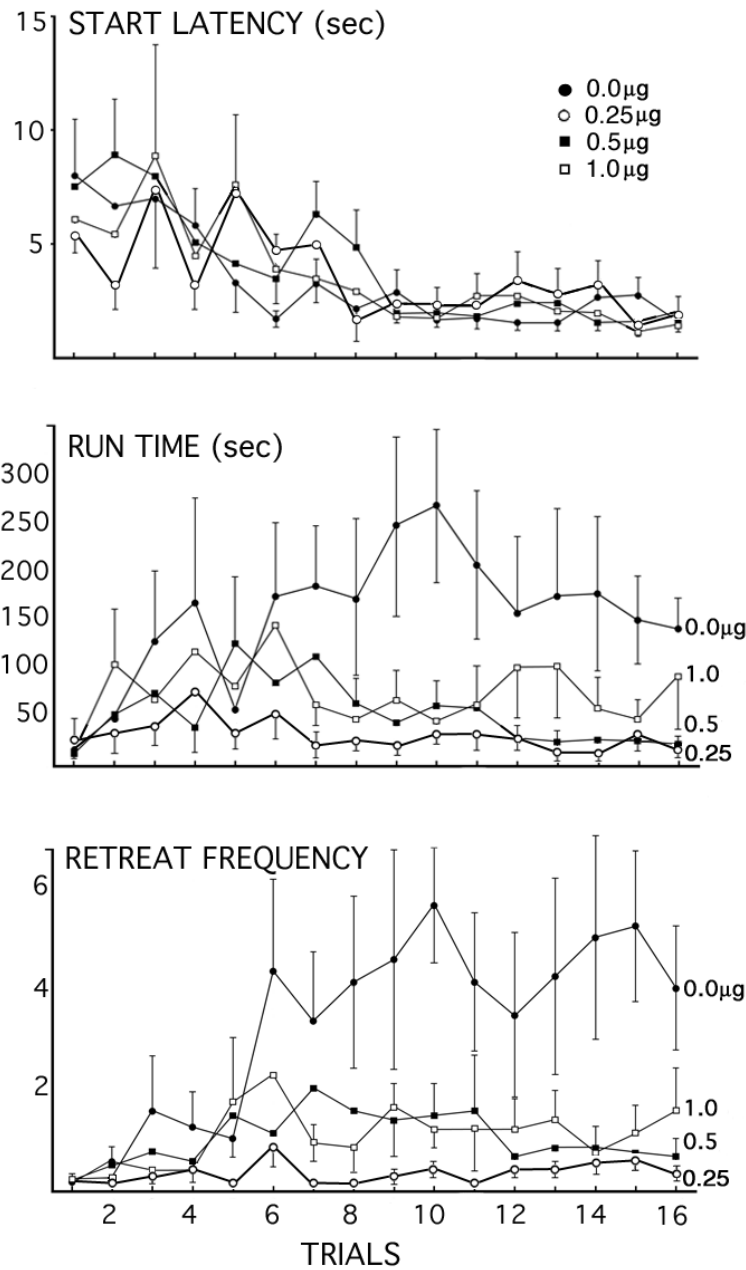 START LATENCY (sec)
15
10
5
0.0µg
0.25µg
0.5µg
1.0µg
RUN TIME (sec)
300
250
200
150
100
50
0.0µg
1.0
0.5
0.25
RETREAT FREQUENCY
6
4
2
0.0µg
1.0
0.5
0.25
2 4 6 8 10 12 14 16
TRIALS